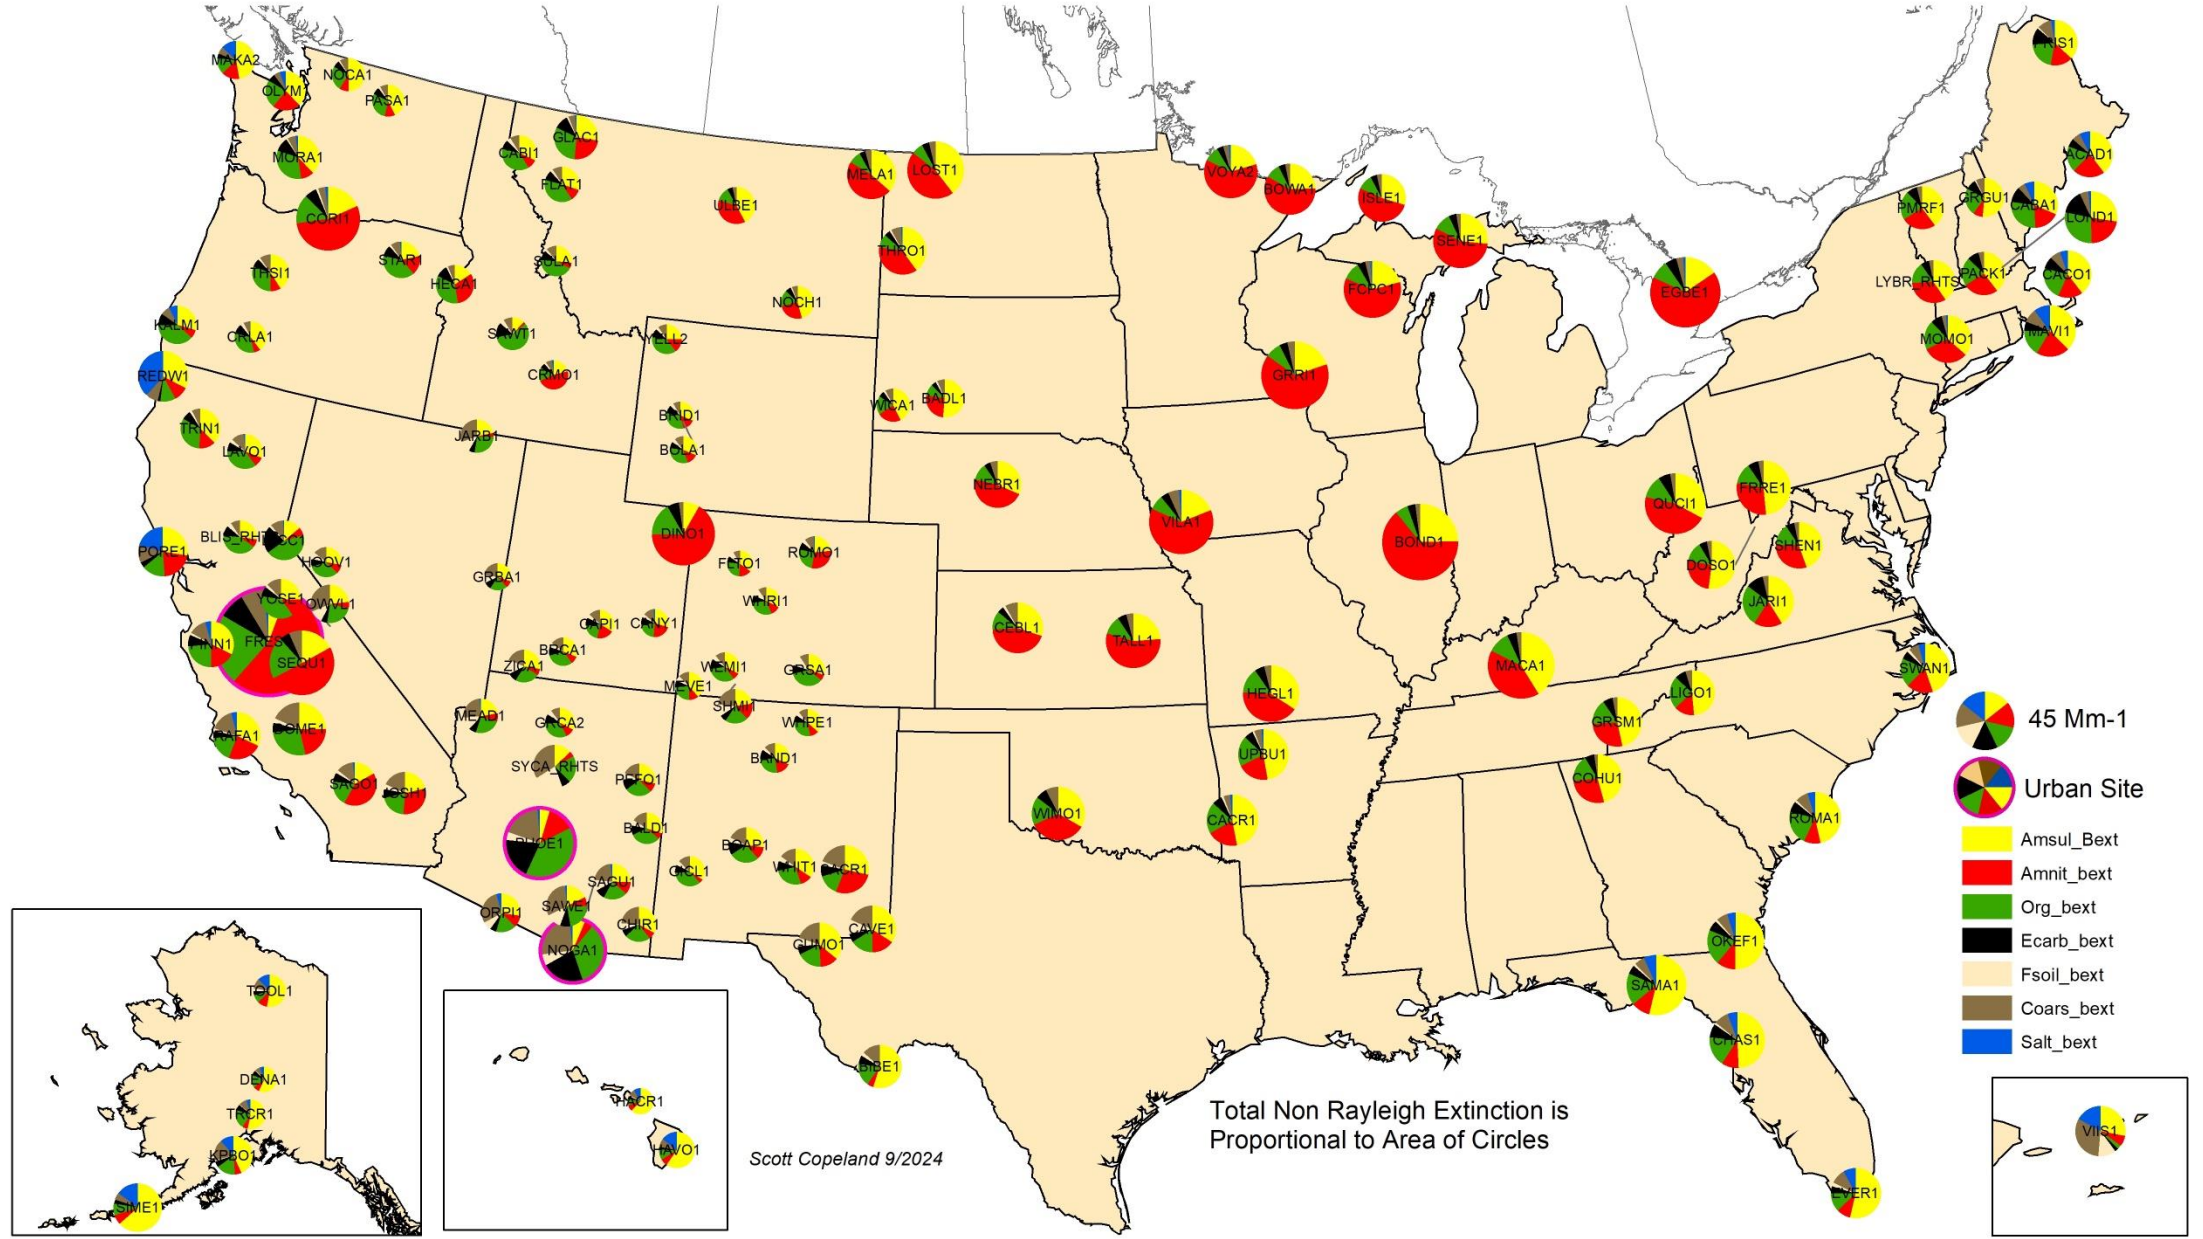 MAKA2
NOCA1
OLYM1
PASA1
MORA1
CORI1
CABI1
GLAC1
FLAT1
MELA1
LOST1
VOYA2
BOWA1
ISLE1
SENE1
FCPC1
EGBE1
PRIS1
ACAD1
PMRF1
GRGU1
CABA1
LOND1
LYBR_RHTS
PACK1
CACO1
MOMO1
MAVI1
ULBE1
THRO1
NOCH1
STAR1
HECA1
SULA1
THSI1
KALM1
CRLA1
REDW1
SAWT1
CRMO1
YELL2
WICA1
BADL1
GRRI1
TRIN1
LAVO1
JARB1
BRID1
BOLA1
NEBR1
VILA1
BOND1
QUCI1
FRRE1
SHEN1
DOSO1
JARI1
PORE1
HOOV1
DINO1
FLTO1
ROMO1
GRBA1
WHRI1
YOSE1
OWVL1
CAPI1
CANY1
CEBL1
TALL1
MACA1
SEQU1
ZICA1
BRCA1
MEVE1
WEMI1
GRSA1
HEGL1
LIGO1
SWAN1
45 Mm-1
RAFA1
DOME1
MEAD1
GRCA2
SHMI1
WHPE1
GRSM1
SYCA_RHTS
BAND1
UPBU1
COHU1
Urban Site
SAGO1
JOSH1
PEFO1
WIMO1
CACR1
ROMA1
PHOE1
BALD1
BOAP1
GICL1
WHIT1
SACR1
Amsul_Bext
Amnit_bext
Org_bext
Ecarb_bext
Fsoil_bext
Coars_bext
Salt_bext
SAGU1
SAWE1
ORPI1
CHIR1
NOGA1
GUMO1
CAVE1
OKEF1
SAMA1
CHAS1
BIBE1
EVER1
TOOL1
DENA1
TRCR1
KPBO1
SIME1
HACR1
HAVO1
VIIS1
Total Non Rayleigh Extinction is
Proportional to Area of Circles
Scott Copeland 9/2024